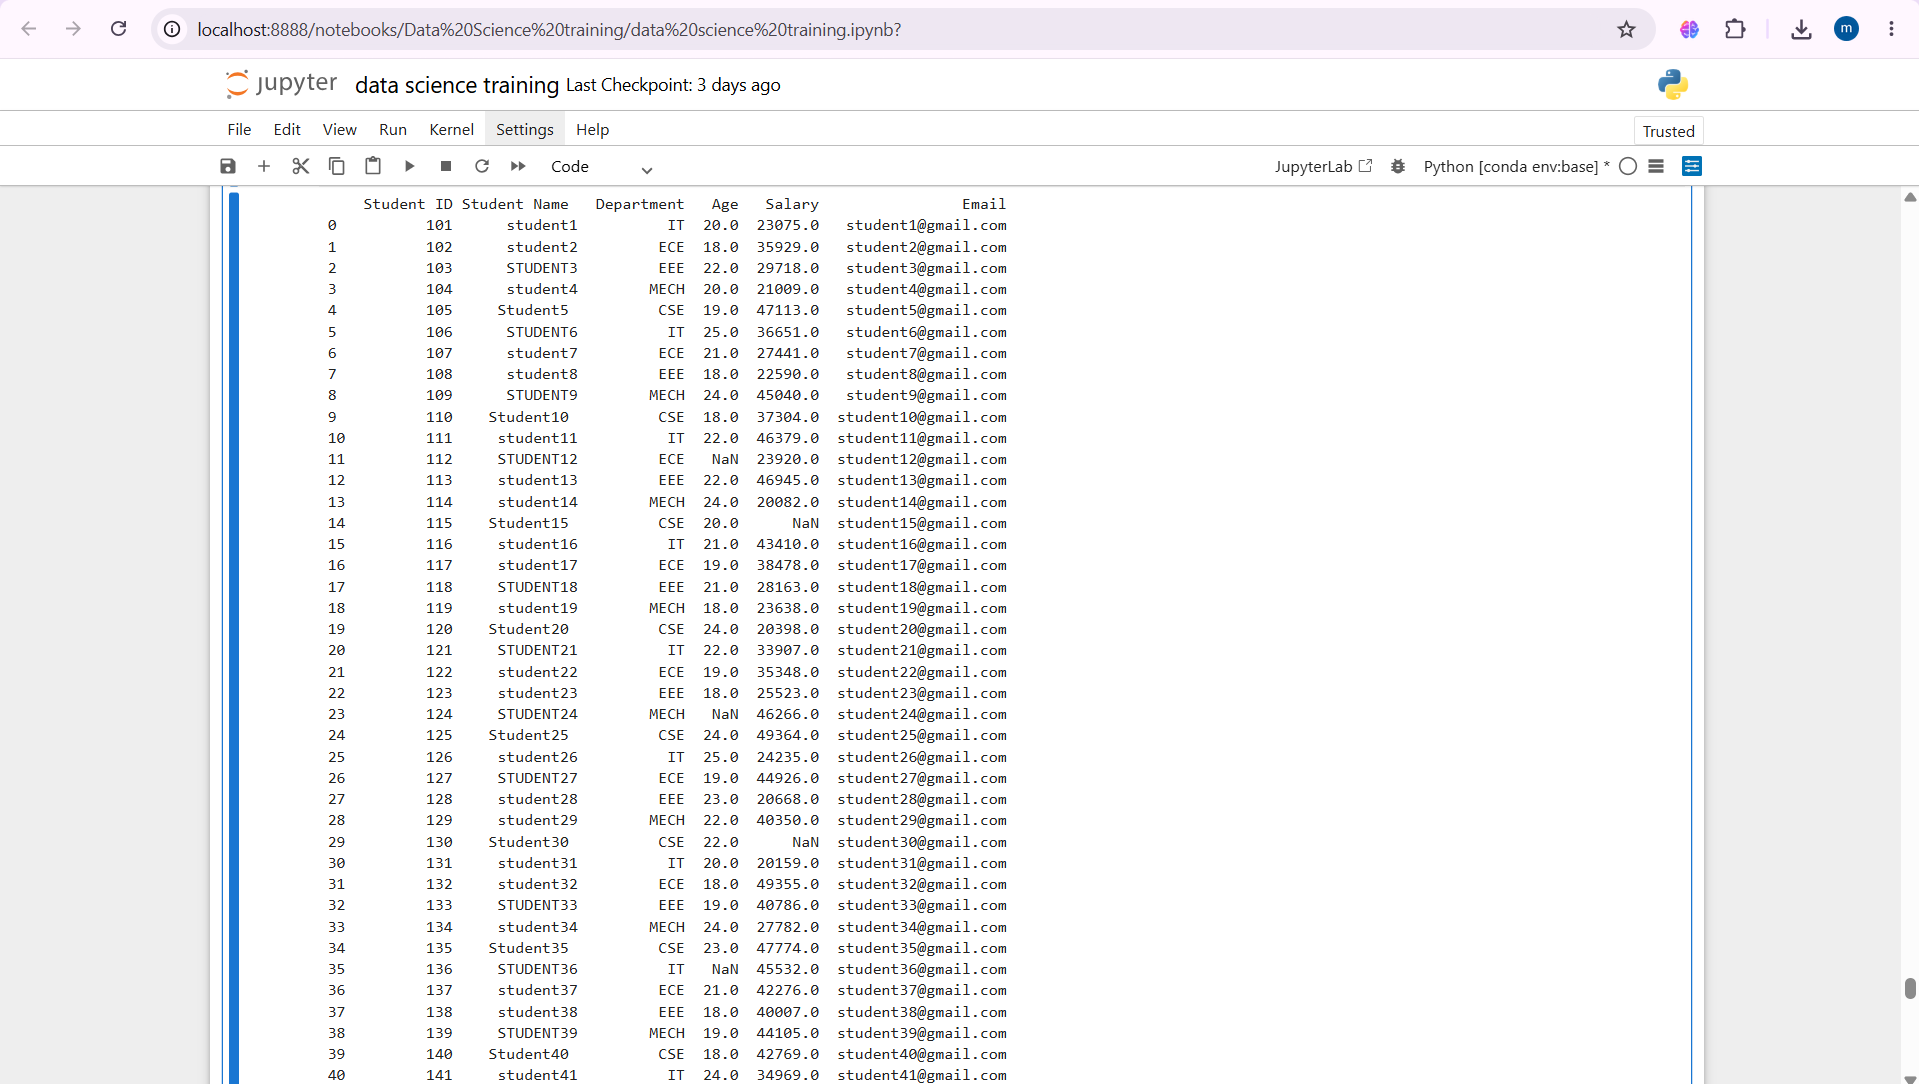 localhost:8888/notebooks/Data%20Science%20training/data%20science%20training.ipynb?
m
jupyter data science training Last Checkpoint: 3 days ago
File Edit View Run Kernel Settings Help Trusted
Code JupyterLab Python [conda env:base] *
Student ID Student Name Department Age Salary Email
0 101 student1 IT 20.0 23075.0 student1@gmail.com
1 102 student2 ECE 18.0 35929.0 student2@gmail.com
2 103 STUDENT3 EEE 22.0 29718.0 student3@gmail.com
3 104 student4 MECH 20.0 21009.0 student4@gmail.com
4 105 Student5 CSE 19.0 47113.0 student5@gmail.com
5 106 STUDENT6 IT 25.0 36651.0 student6@gmail.com
6 107 student7 ECE 21.0 27441.0 student7@gmail.com
7 108 student8 EEE 18.0 22590.0 student8@gmail.com
8 109 STUDENT9 MECH 24.0 45040.0 student9@gmail.com
9 110 Student10 CSE 18.0 37304.0 student10@gmail.com
10 111 student11 IT 22.0 46379.0 student11@gmail.com
11 112 STUDENT12 ECE NaN 23920.0 student12@gmail.com
12 113 student13 EEE 22.0 46945.0 student13@gmail.com
13 114 student14 MECH 24.0 20082.0 student14@gmail.com
14 115 Student15 CSE 20.0 NaN student15@gmail.com
15 116 student16 IT 21.0 43410.0 student16@gmail.com
16 117 student17 ECE 19.0 38478.0 student17@gmail.com
17 118 STUDENT18 EEE 21.0 28163.0 student18@gmail.com
18 119 student19 MECH 18.0 23638.0 student19@gmail.com
19 120 Student20 CSE 24.0 20398.0 student20@gmail.com
20 121 STUDENT21 IT 22.0 33907.0 student21@gmail.com
21 122 student22 ECE 19.0 35348.0 student22@gmail.com
22 123 student23 EEE 18.0 25523.0 student23@gmail.com
23 124 STUDENT24 MECH NaN 46266.0 student24@gmail.com
24 125 Student25 CSE 24.0 49364.0 student25@gmail.com
25 126 student26 IT 25.0 24235.0 student26@gmail.com
26 127 STUDENT27 ECE 19.0 44926.0 student27@gmail.com
27 128 student28 EEE 23.0 20668.0 student28@gmail.com
28 129 student29 MECH 22.0 40350.0 student29@gmail.com
29 130 Student30 CSE 22.0 NaN student30@gmail.com
30 131 student31 IT 20.0 20159.0 student31@gmail.com
31 132 student32 ECE 18.0 49355.0 student32@gmail.com
32 133 STUDENT33 EEE 19.0 40786.0 student33@gmail.com
33 134 student34 MECH 24.0 27782.0 student34@gmail.com
34 135 Student35 CSE 23.0 47774.0 student35@gmail.com
35 136 STUDENT36 IT NaN 45532.0 student36@gmail.com
36 137 student37 ECE 21.0 42276.0 student37@gmail.com
37 138 student38 EEE 18.0 40007.0 student38@gmail.com
38 139 STUDENT39 MECH 19.0 44105.0 student39@gmail.com
39 140 Student40 CSE 18.0 42769.0 student40@gmail.com
40 141 student41 IT 24.0 34969.0 student41@gmail.com